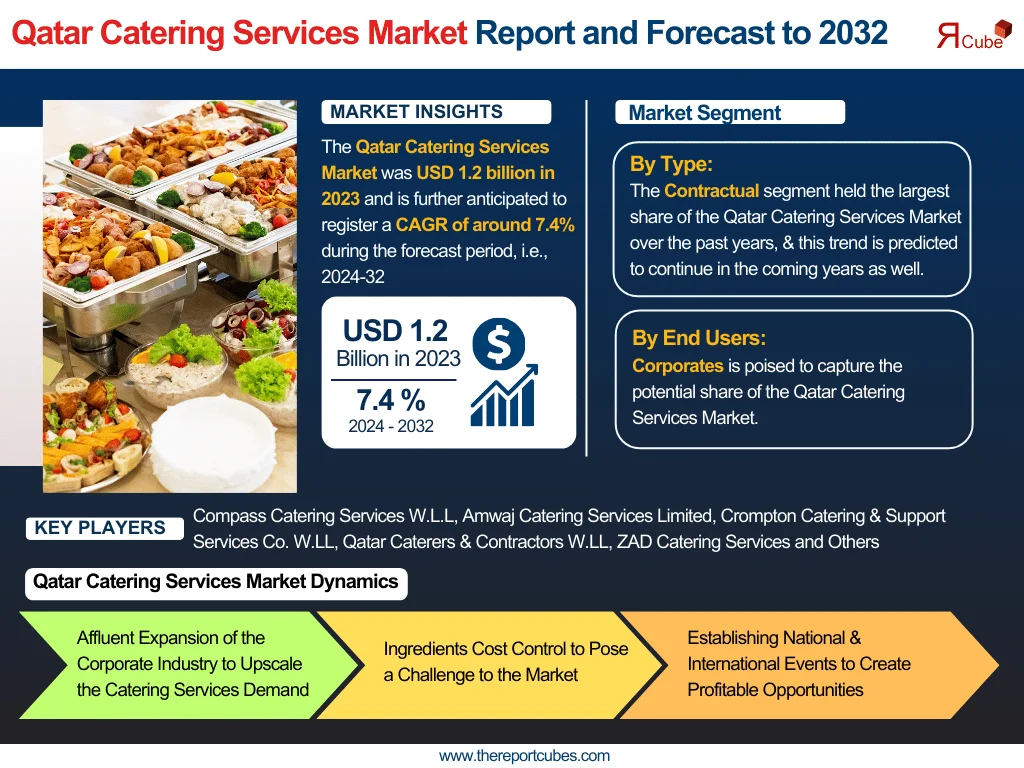 Qatar Catering Services Market Report and Forecast to 2032
ЯCube
MARKET INSIGHTS
The Qatar Catering Services
Market was USD 1.2 billion in
2023 and is further anticipated to
register a CAGR of around 7.4%
during the forecast period, i.e.,
2024-32
USD 1.2
Billion in 2023
7.4 %
2024 - 2032
$
Market Segment
By Type:
The Contractual segment held the largest
share of the Qatar Catering Services Market
over the past years, & this trend is predicted
to continue in the coming years as well.
By End Users:
Corporates is poised to capture the
potential share of the Qatar Catering
Services Market.
KEY PLAYERS
Compass Catering Services W.L.L, Amwaj Catering Services Limited, Crompton Catering & Support
Services Co. W.LL, Qatar Caterers & Contractors W.LL, ZAD Catering Services and Others
Qatar Catering Services Market Dynamics
Affluent Expansion of the
Corporate Industry to Upscale
the Catering Services Demand
Ingredients Cost Control to Pose
a Challenge to the Market
Establishing National &
International Events to Create
Profitable Opportunities
www.thereportcubes.com